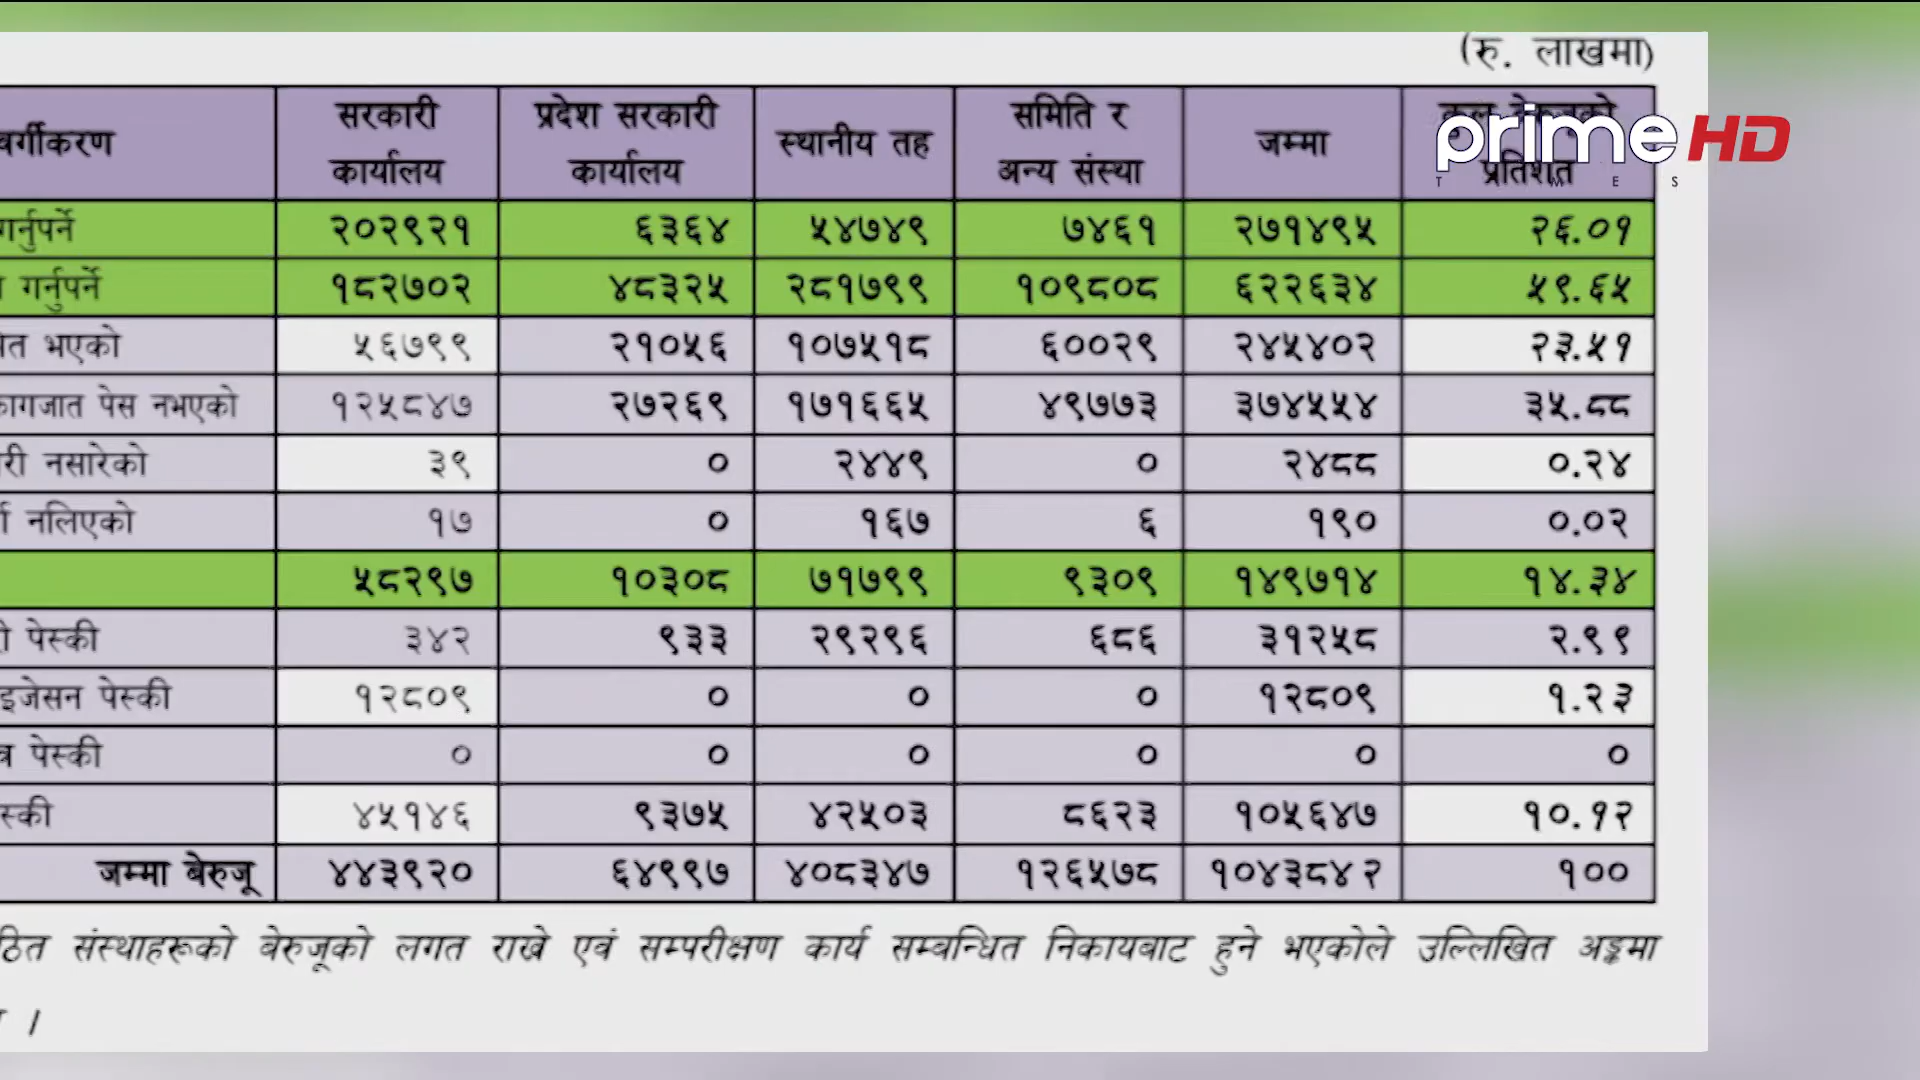 (रु. लाखमा)
वर्गीकरण सरकारी कार्यालय प्रदेश सरकारी कार्यालय स्थानीय तह समिति र अन्य संस्था जम्मा कुल बेरुजूको प्रतिशत
prime HD
T M E S
गर्नुपर्ने २०२९२१ ६३६४ ५४७४९ ७४६१ २७१४९५ २६.०१
गर्नुपर्ने १८२७०२ ४८३२५ २८१७९९ १०९८०८ ६२२६३४ ५९.६५
भएको ५६७९९ २१०५६ १०७५१८ ६००२९ २४५४०२ २३.५१
कागजात पेस नभएको १२५८४७ २७२६९ १७१६६५ ४९७७३ ३७४५५४ ३५.८८
नसारेको ३९ ० २४४९ ० २४८८ ०.२४
नलिएको १७ ० १६७ ६ १९० ०.०२
५८२९७ १०३०८ ७१७९९ ९३०९ १४९७१४ १४.३४
पेस्की ३४२ ९३३ २९२९६ ६८६ ३१२५८ २.९९
इजेसन पेस्की १२८०९ ० ० ० १२८०९ १.२३
पेस्की ० ० ० ० ० ०
स्की ४५१४६ ९३७५ ४२५०३ ८६२३ १०५६४७ १०.१२
जम्मा बेरुजू ४४३९२० ६४९९७ ४०८३४७ १२६५७८ १०४३८४२ १००
ठित संस्थाहरूको बेरुजूको लगत राखे एवं सम्परीक्षण कार्य सम्बन्धित निकायबाट हुने भएकोले उल्लिखित अङ्कमा
।